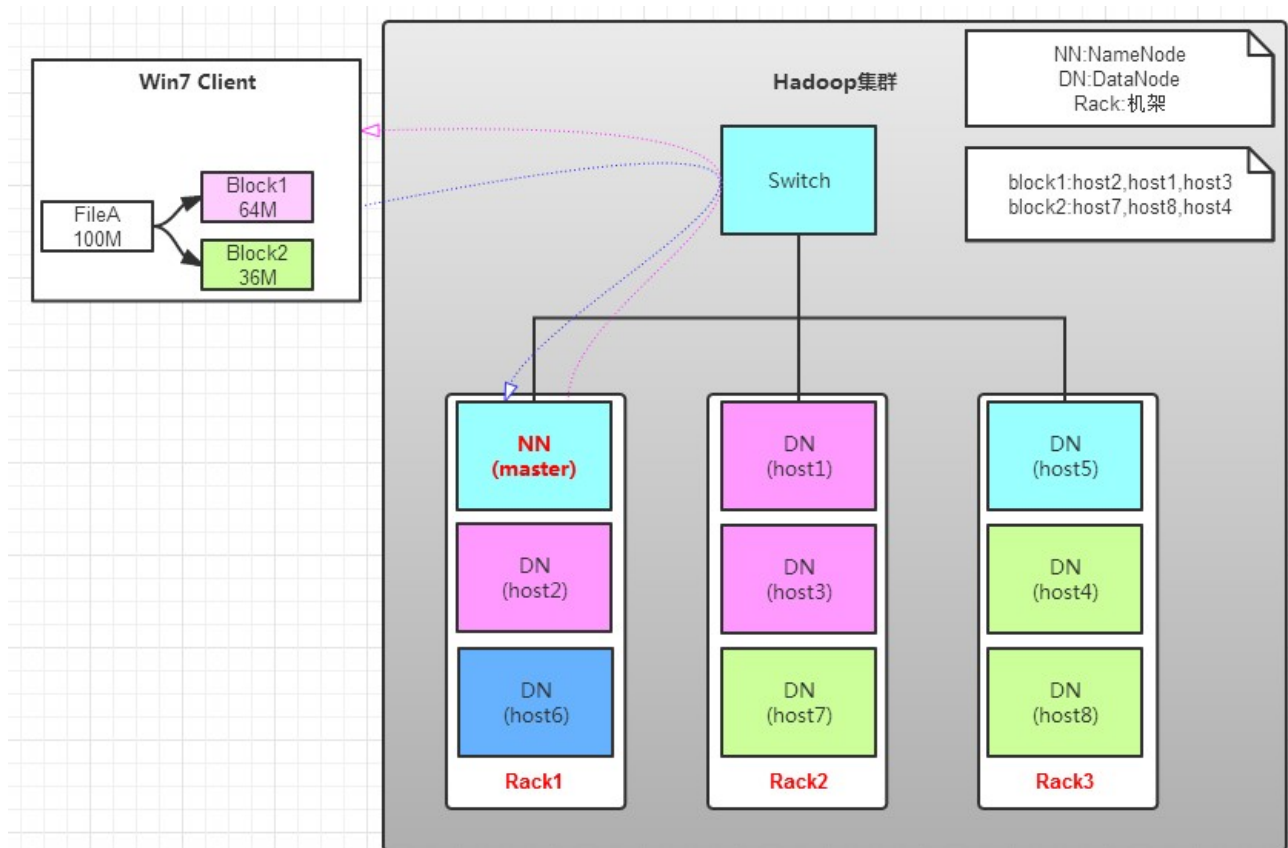 Win7 Client
FileA
100M
Block1
64M
Block2
36M
Hadoop集群
NN:NameNode
DN:DataNode
Rack:机架
block1:host2,host1,host3
block2:host7,host8,host4
Switch
NN
(master)
DN
(host2)
DN
(host6)
Rack1
DN
(host1)
DN
(host3)
DN
(host7)
Rack2
DN
(host5)
DN
(host4)
DN
(host8)
Rack3